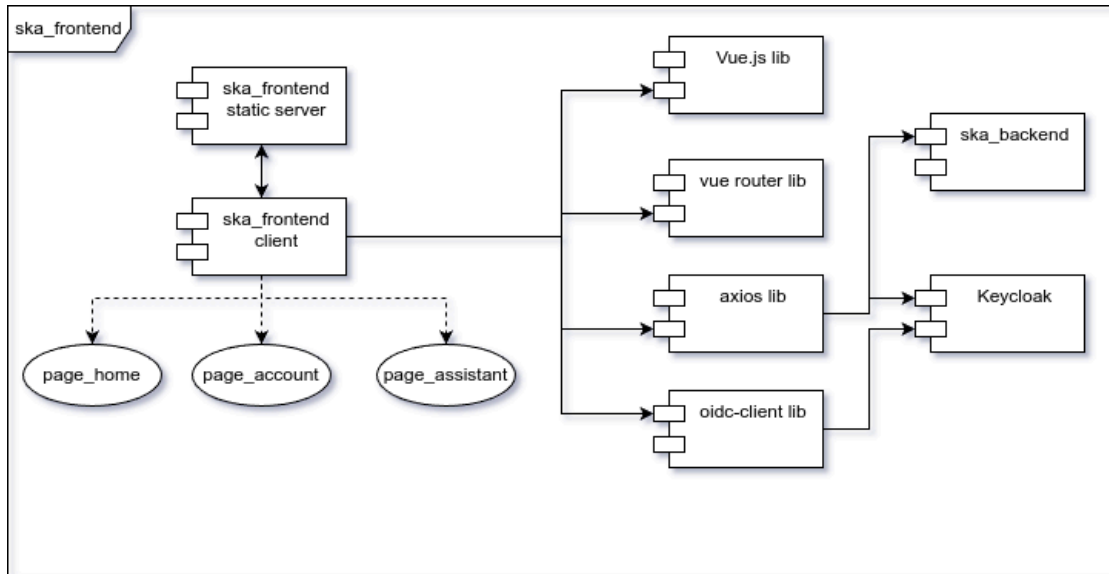 ska_frontend
ska_frontend
static server
ska_frontend
client
page_home
page_account
page_assistant
Vue.js lib
vue router lib
axios lib
oidc-client lib
ska_backend
Keycloak